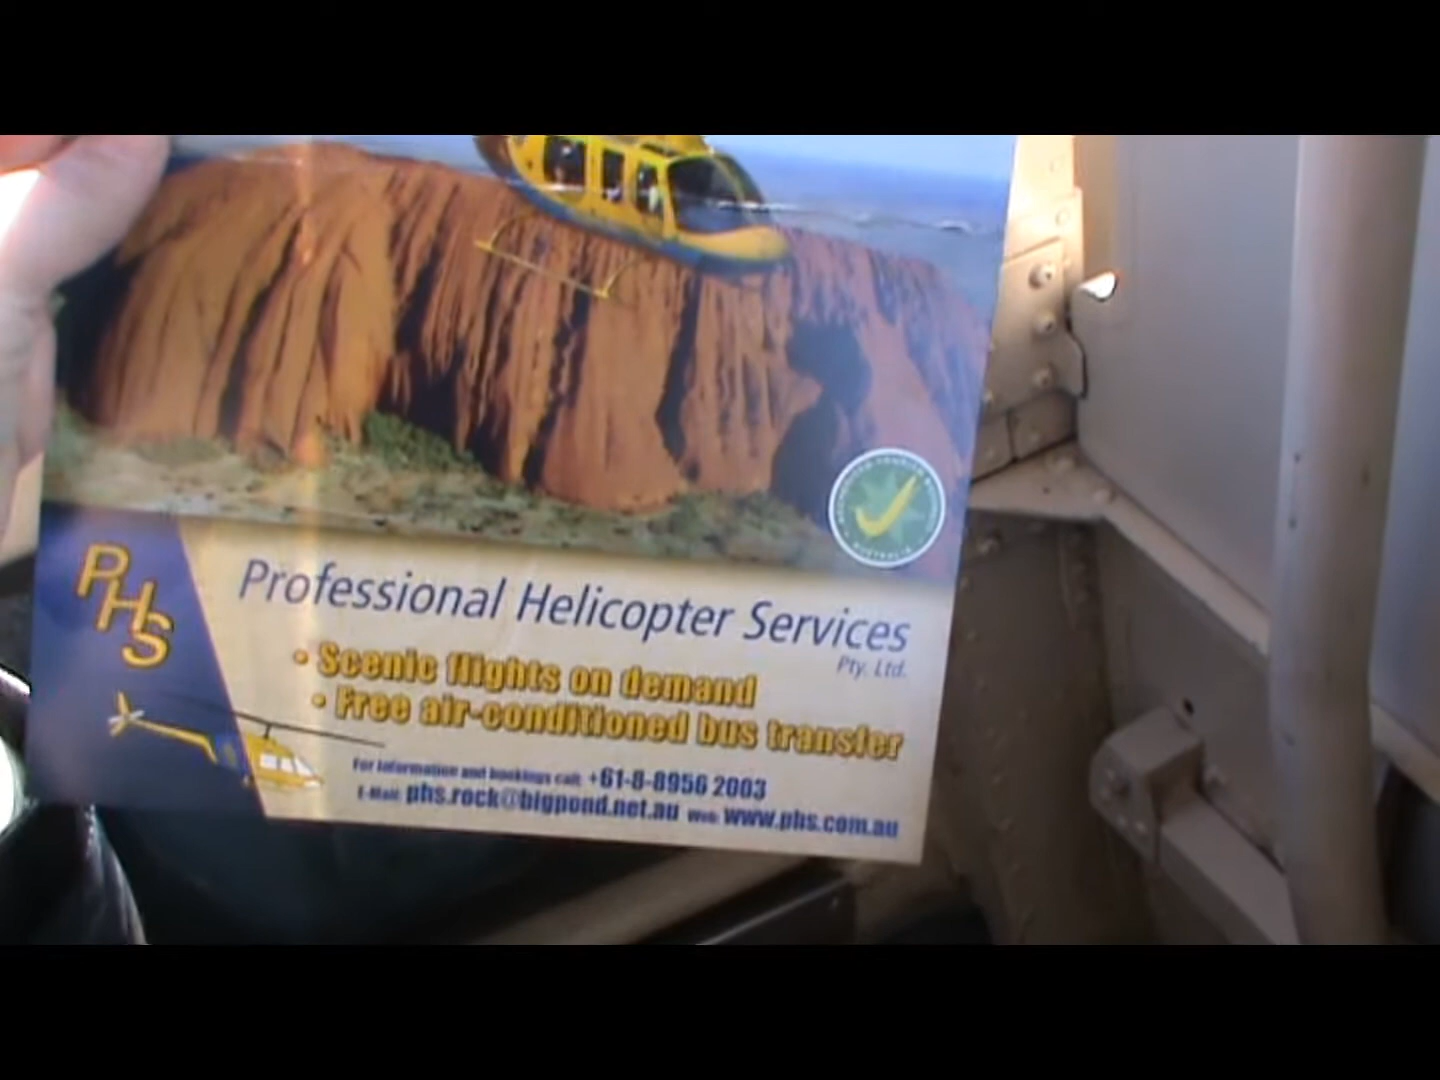 PHS
Professional Helicopter Services
Pty. Ltd.
• Scenic flights on demand
• Free air-conditioned bus transfer
For information and bookings call: +61-8-8956 2003
E-Mail: phs.rock@bigpond.net.au Web: www.phs.com.au
AUSTRALIA